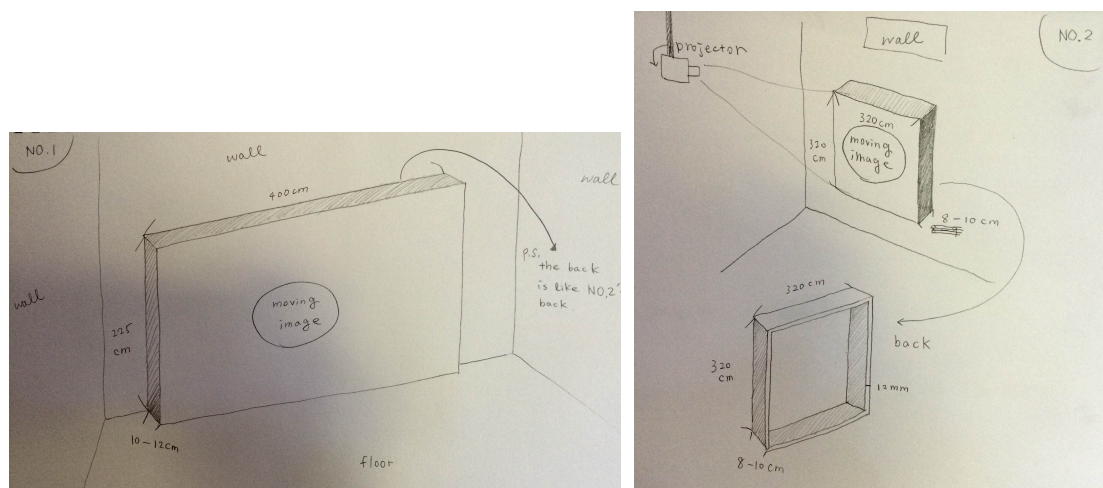 NO.1
wall
400cm
wall
wall
P.S.
the back
is like NO,2's
back
moving
image
225
cm
10-12cm
floor
NO.2
wall
projector
320cm
320
cm
moving
image
8-10 cm
320cm
back
320
cm
12mm
8-10cm